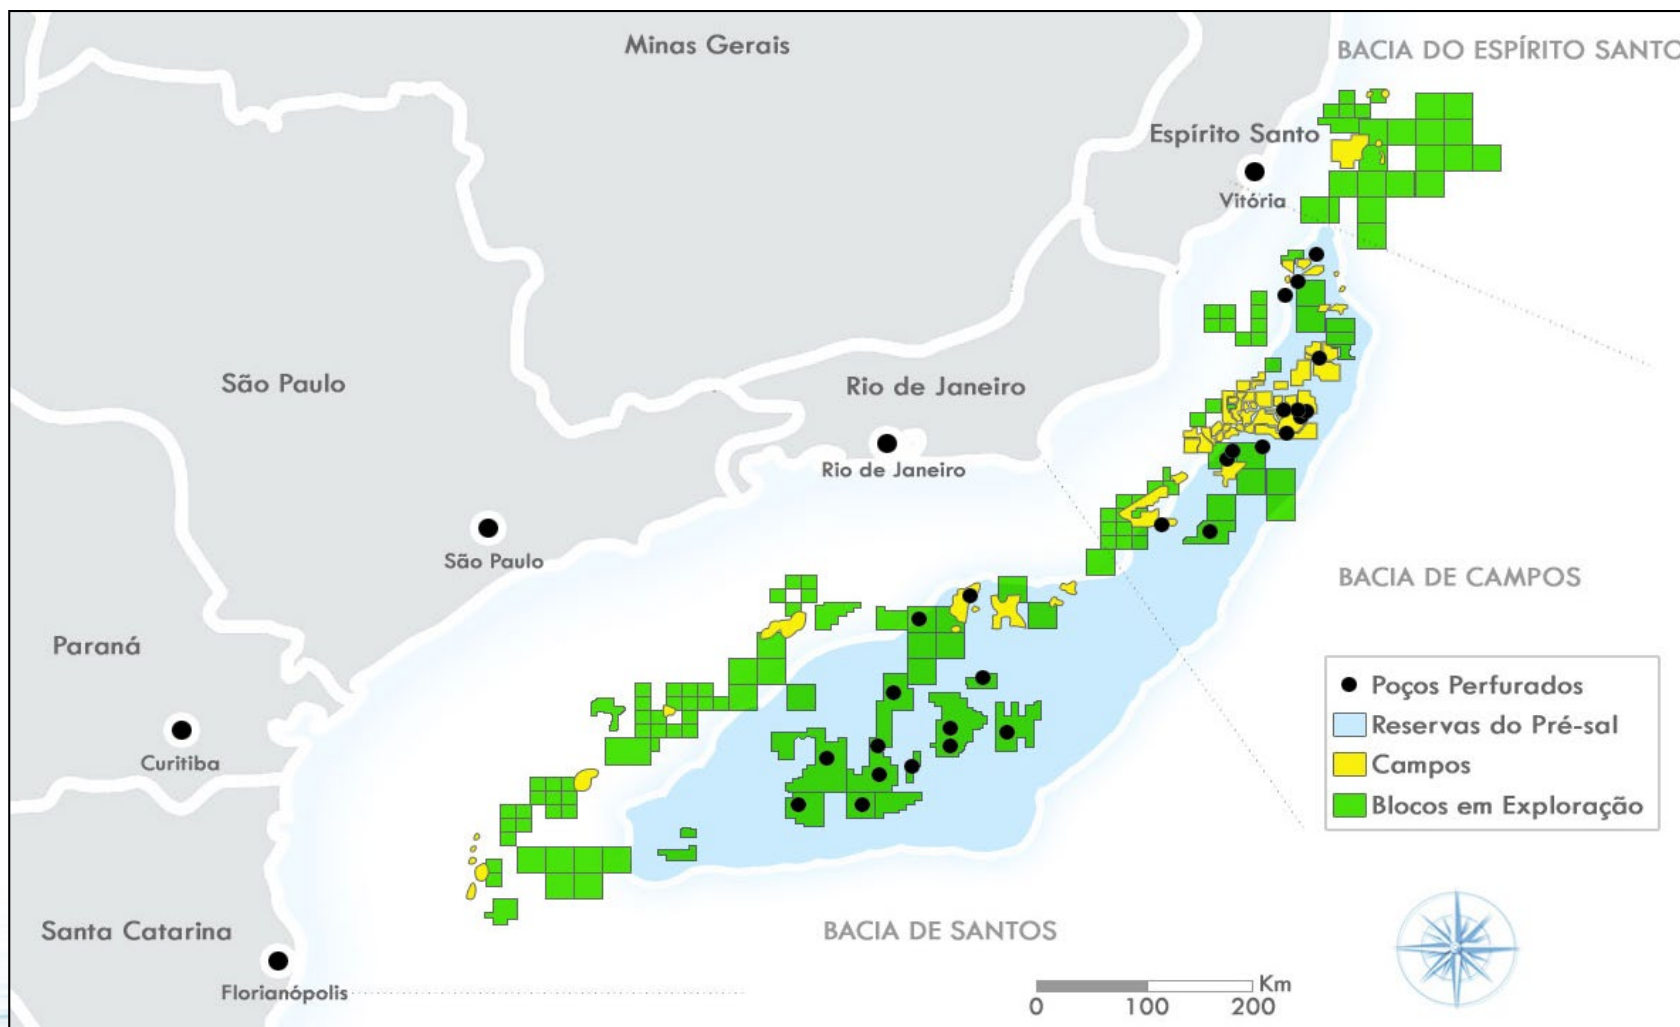 Minas Gerais
BACIA DO ESPÍRITO SANTO
Espírito Santo
Vitória
São Paulo
Rio de Janeiro
Rio de Janeiro
São Paulo
BACIA DE CAMPOS
Paraná
Poços Perfurados
Reservas do Pré-sal
Curitiba
Campos
Blocos em Exploração
Santa Catarina
BACIA DE SANTOS
Florianópolis
Km
0 100 200